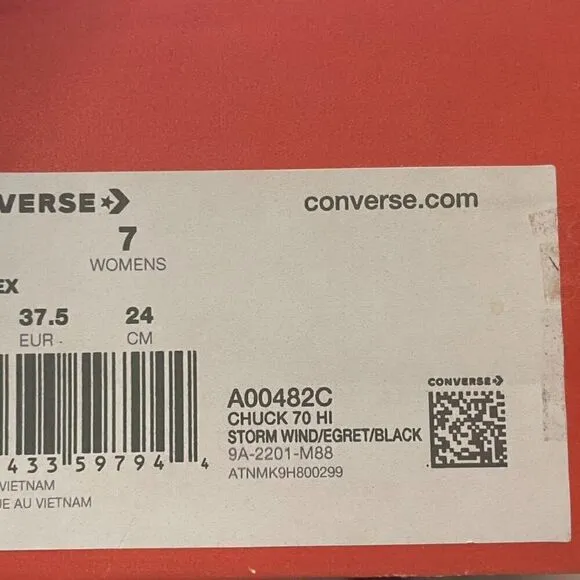 VERSE
converse.com
7
WOMENS
EX
37.5 24
EUR CM
433 59794 4
VIETNAM
E AU VIETNAM
A00482C
CHUCK 70 HI
STORM WIND/EGRET/BLACK
9A-2201-M88
ATNMK9H800299
CONVERSE